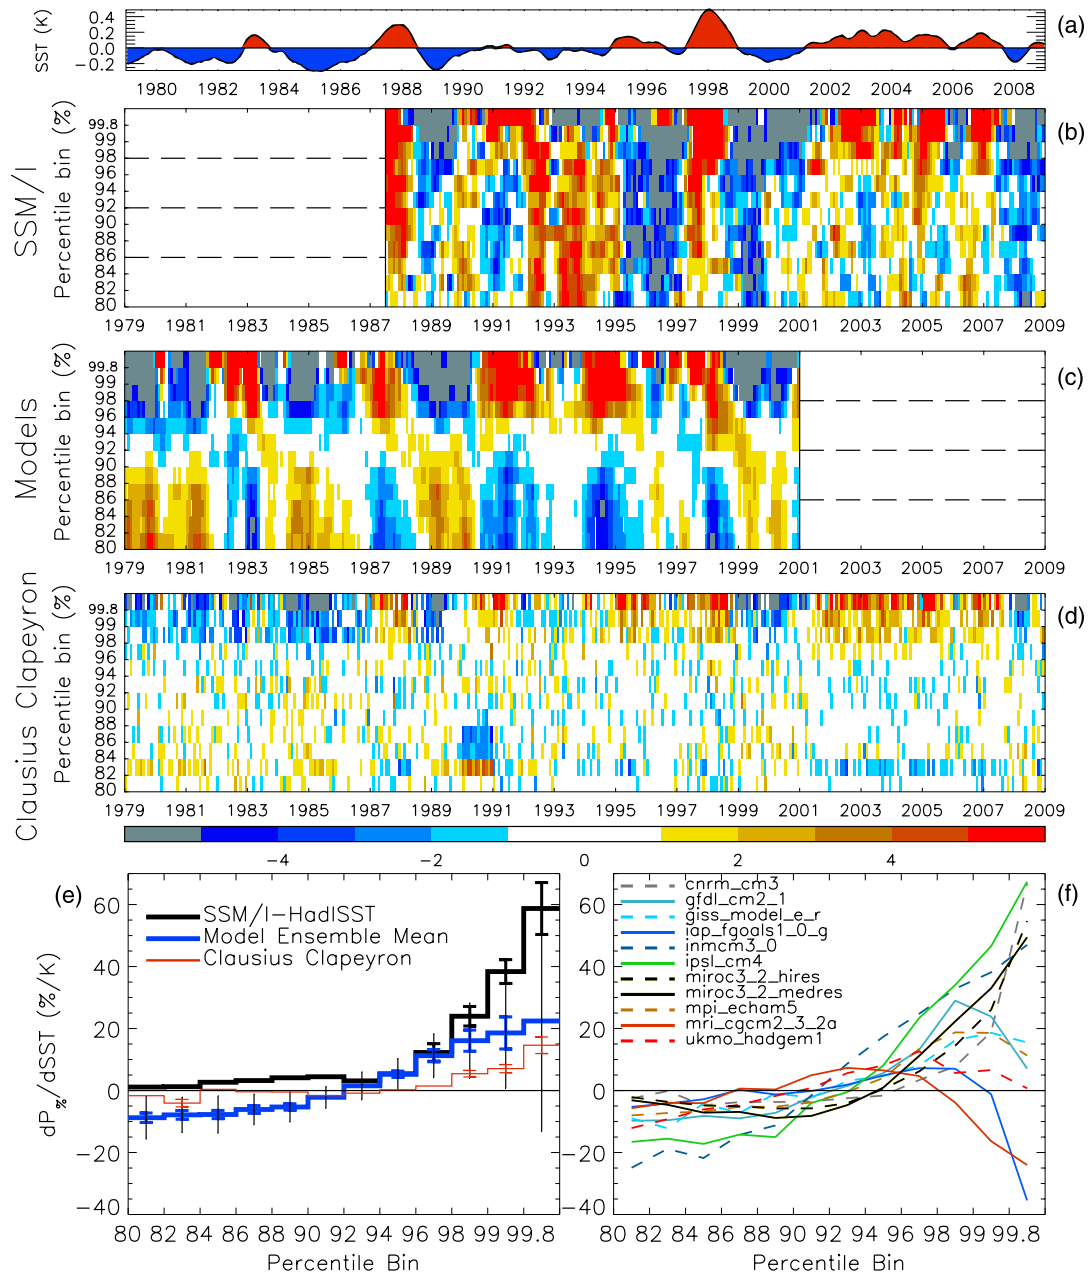 SST (K)
0.4
0.2
0.0
−0.2
(a)
1980 1982 1984 1986 1988 1990 1992 1994 1996 1998 2000 2002 2004 2006 2008
SSM/I
Percentile bin (%)
99.8
99
98
96
94
92
90
88
86
84
82
80
(b)
1979 1981 1983 1985 1987 1989 1991 1993 1995 1997 1999 2001 2003 2005 2007 2009
Models
Percentile bin (%)
99.8
99
98
96
94
92
90
88
86
84
82
80
(c)
1979 1981 1983 1985 1987 1989 1991 1993 1995 1997 1999 2001 2003 2005 2007 2009
Clausius Clapeyron
Percentile bin (%)
99.8
99
98
96
94
92
90
88
86
84
82
80
(d)
1979 1981 1983 1985 1987 1989 1991 1993 1995 1997 1999 2001 2003 2005 2007 2009
−4 −2 0 2 4
(e)
dP%/dSST (%/K)
60
40
20
0
−20
−40
SSM/I−HadISST
Model Ensemble Mean
Clausius Clapeyron
80 82 84 86 88 90 92 94 96 98 99 99.8
Percentile Bin
(f)
60
40
20
0
−20
−40
cnrm_cm3
gfdl_cm2_1
giss_model_e_r
iap_fgoals1_0_g
inmcm3_0
ipsl_cm4
miroc3_2_hires
miroc3_2_medres
mpi_echam5
mri_cgcm2_3_2a
ukmo_hadgem1
80 82 84 86 88 90 92 94 96 98 99 99.8
Percentile Bin